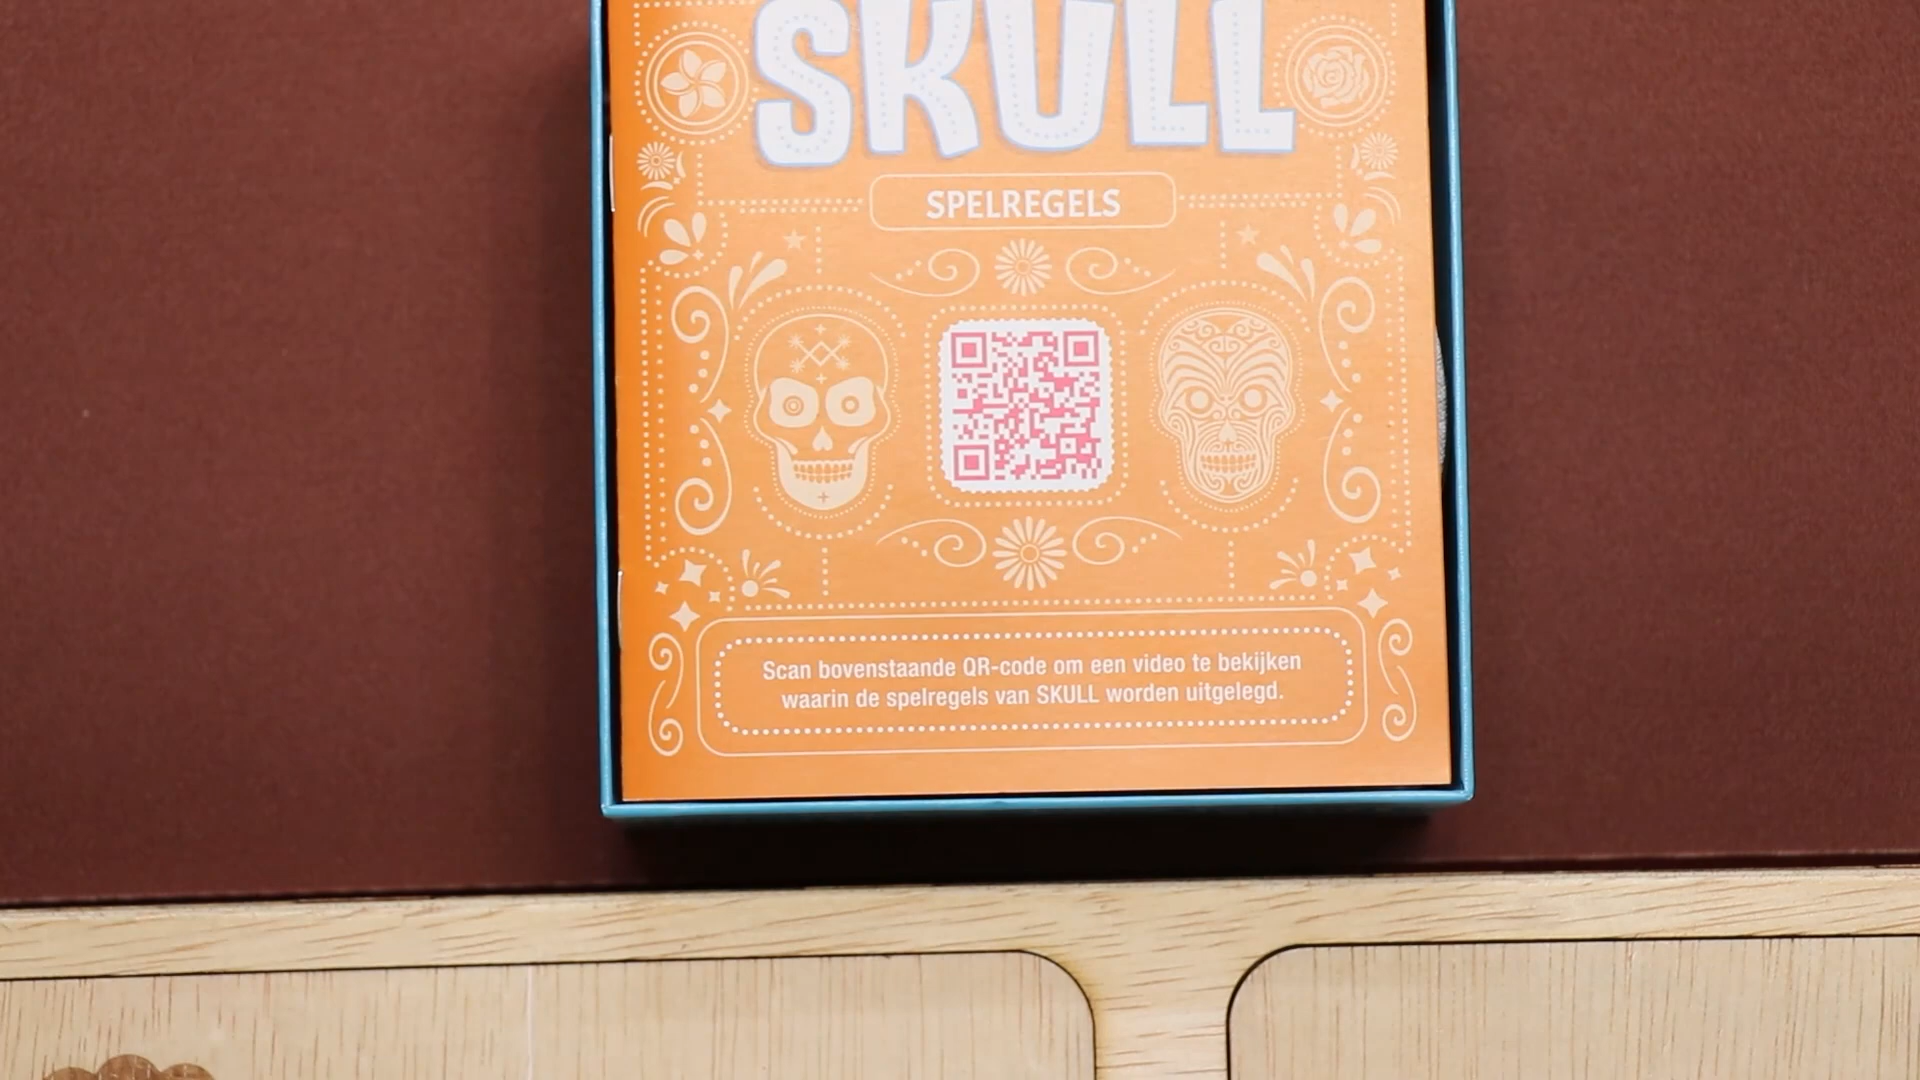 SKULL
SPELREGELS
Scan bovenstaande QR-code om een video te bekijken
waarin de spelregels van SKULL worden uitgelegd.